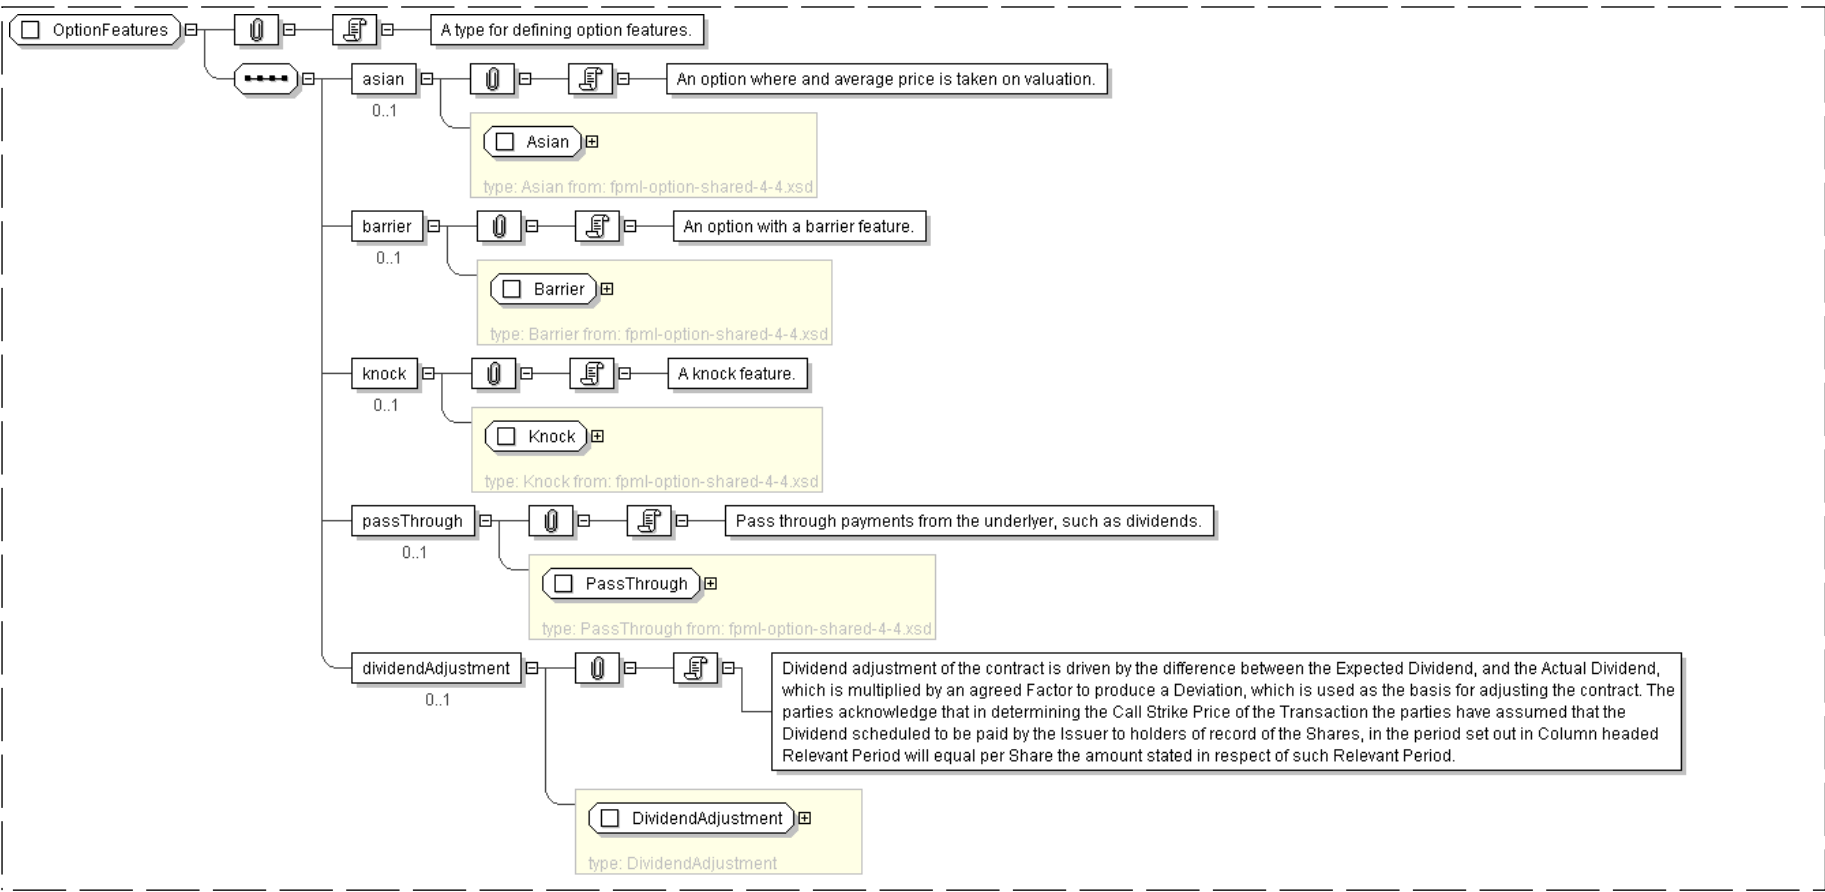 OptionFeatures
A type for defining option features.
asian
An option where and average price is taken on valuation.
0..1
Asian
type: Asian from: fpml-option-shared-4-4.xsd
barrier
An option with a barrier feature.
0..1
Barrier
type: Barrier from: fpml-option-shared-4-4.xsd
knock
A knock feature.
0..1
Knock
type: Knock from: fpml-option-shared-4-4.xsd
passThrough
Pass through payments from the underlyer, such as dividends.
0..1
PassThrough
type: PassThrough from: fpml-option-shared-4-4.xsd
dividendAdjustment
0..1
Dividend adjustment of the contract is driven by the difference between the Expected Dividend, and the Actual Dividend,
which is multiplied by an agreed Factor to produce a Deviation, which is used as the basis for adjusting the contract. The
parties acknowledge that in determining the Call Strike Price of the Transaction the parties have assumed that the
Dividend scheduled to be paid by the Issuer to holders of record of the Shares, in the period set out in Column headed
Relevant Period will equal per Share the amount stated in respect of such Relevant Period.
DividendAdjustment
type: DividendAdjustment